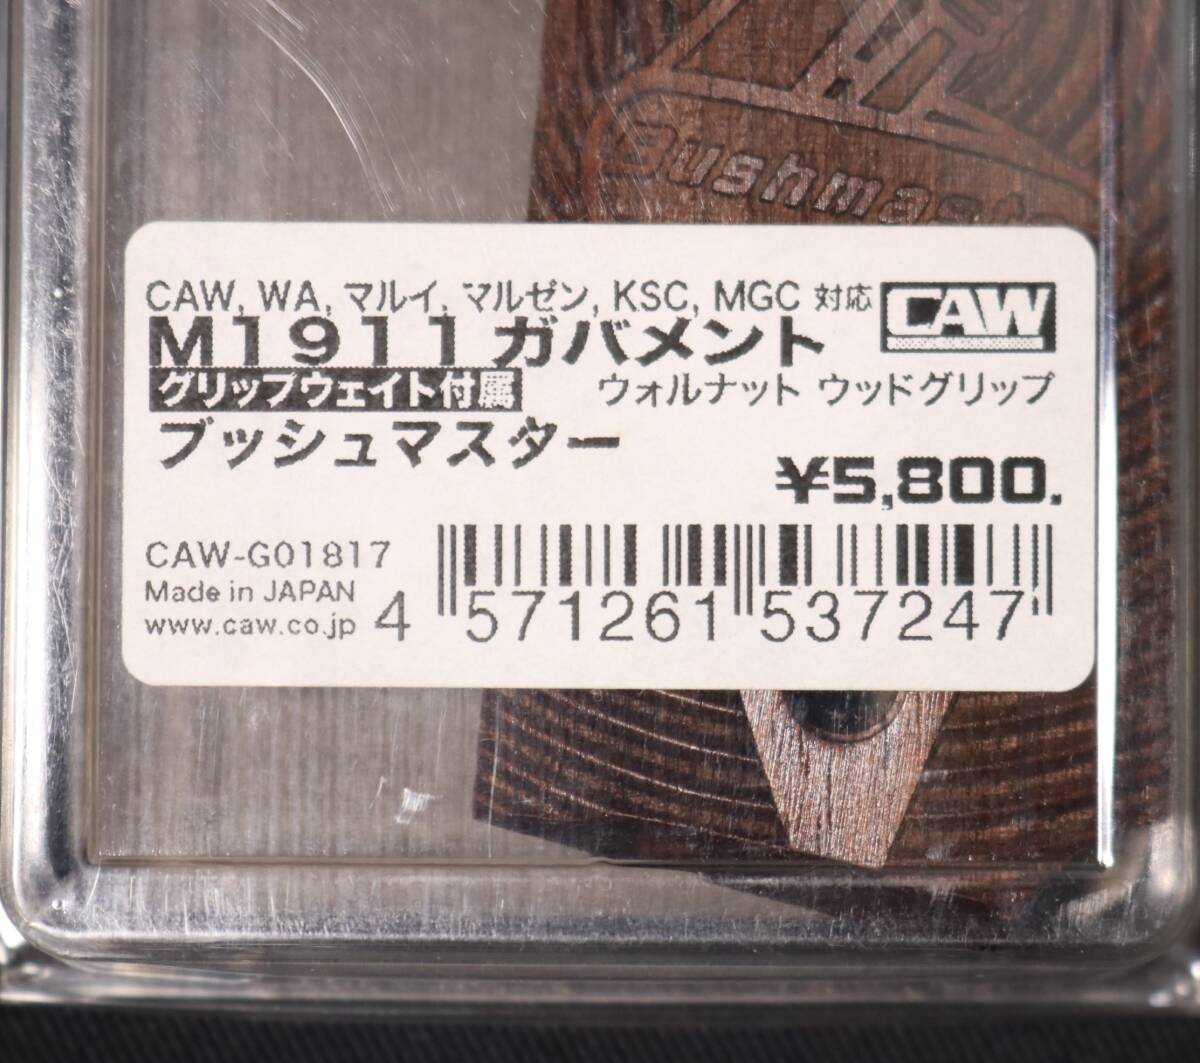 Bushmaste
CAW, WA, マルイ, マルゼン, KSC, MGC 対応
CAW
M1911ガバメント
グリップウェイト付属 ウォルナット ウッドグリップ
ブッシュマスター
¥5,800.
CAW-G01817
Made in JAPAN
www.caw.co.jp
4 571261 537247